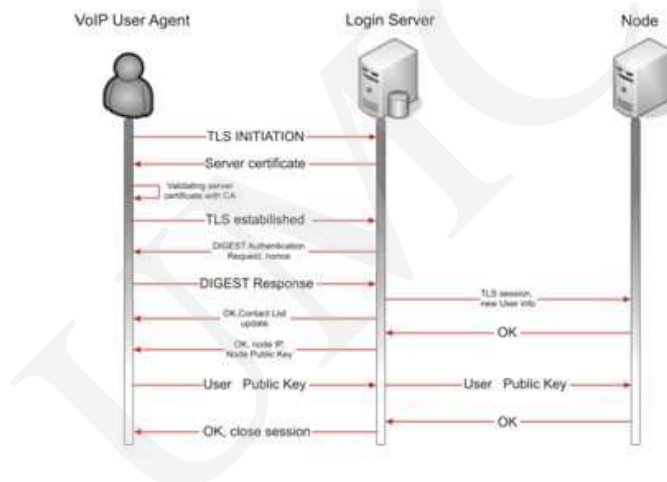 VoIP User Agent
Login Server
Node
TLS INITIATION
Server certificate
Validating server
certificate with CA
TLS estabilished
DIGEST Authentication
Request, nonce
DIGEST Response
TLS session,
new User info
OK,Contact List
update
OK
OK, node IP,
Node Public Key
User Public Key
User Public Key
OK
OK, close session
UMC